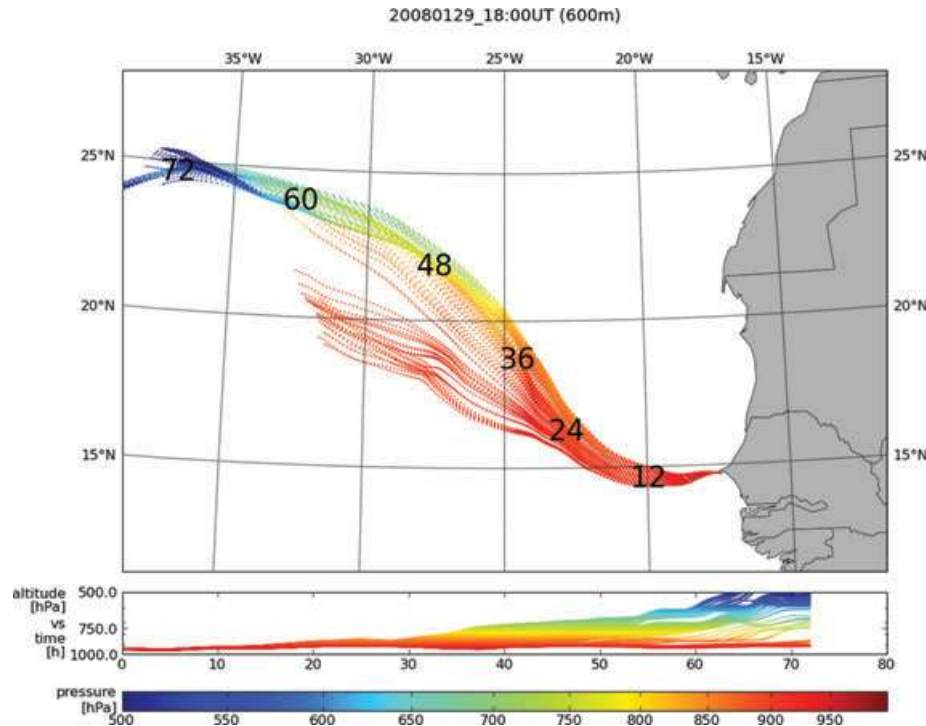 20080129_18:00UT (600m)
35°W 30°W 25°W 20°W 15°W
25°N 25°N
72
60
48
20°N 20°N
36
24
15°N 15°N
12
altitude 500.0
[hPa]
vs 750.0
time
[h] 1000.0
0 10 20 30 40 50 60 70 80
pressure
[hPa]
500 550 600 650 700 750 800 850 900 950